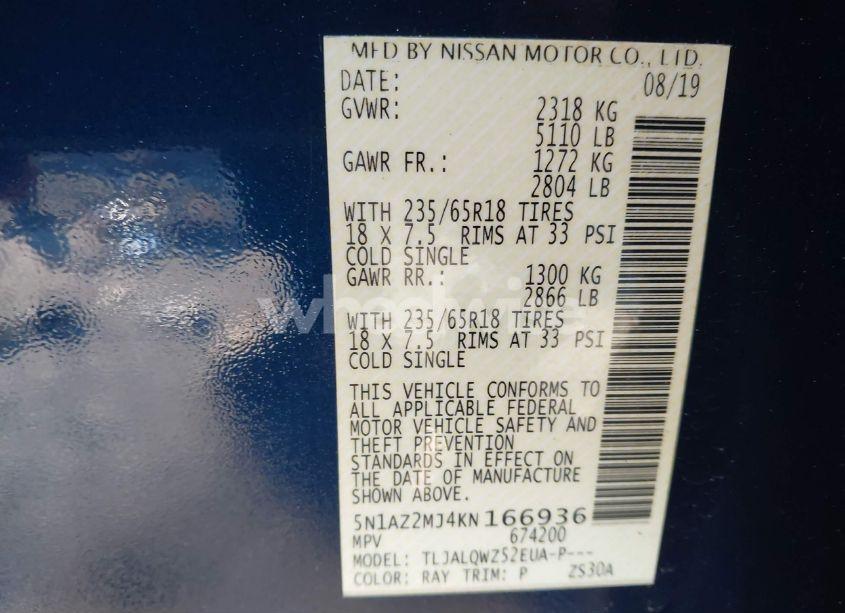 MFD BY NISSAN MOTOR CO., LTD.
DATE: 08/19
GVWR: 2318 KG
5110 LB
GAWR FR.: 1272 KG
2804 LB
WITH 235/65R18 TIRES
18 X 7.5 RIMS AT 33 PSI
COLD SINGLE
GAWR RR.: 1300 KG
2866 LB
WITH 235/65R18 TIRES
18 X 7.5 RIMS AT 33 PSI
COLD SINGLE
THIS VEHICLE CONFORMS TO
ALL APPLICABLE FEDERAL
MOTOR VEHICLE SAFETY AND
THEFT PREVENTION
STANDARDS IN EFFECT ON
THE DATE OF MANUFACTURE
SHOWN ABOVE.
5N1AZ2MJ4KN166936
MPV 674200
MODEL: TLJALQWZ52EUA-P---
COLOR: RAY TRIM: P ZS30A